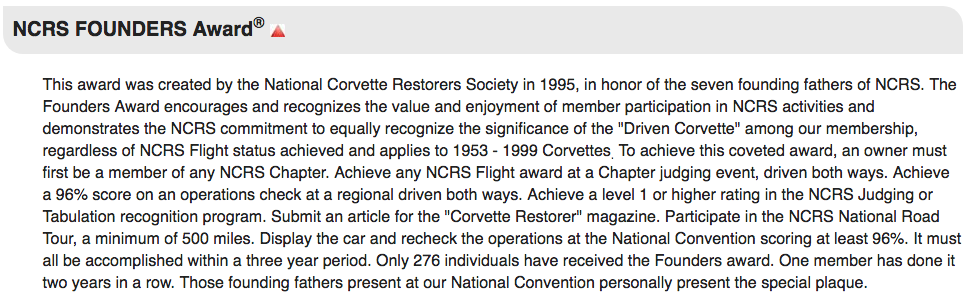 NCRS FOUNDERS Award®
This award was created by the National Corvette Restorers Society in 1995, in honor of the seven founding fathers of NCRS. The
Founders Award encourages and recognizes the value and enjoyment of member participation in NCRS activities and
demonstrates the NCRS commitment to equally recognize the significance of the "Driven Corvette" among our membership,
regardless of NCRS Flight status achieved and applies to 1953 - 1999 Corvettes. To achieve this coveted award, an owner must
first be a member of any NCRS Chapter. Achieve any NCRS Flight award at a Chapter judging event, driven both ways. Achieve
a 96% score on an operations check at a regional driven both ways. Achieve a level 1 or higher rating in the NCRS Judging or
Tabulation recognition program. Submit an article for the "Corvette Restorer" magazine. Participate in the NCRS National Road
Tour, a minimum of 500 miles. Display the car and recheck the operations at the National Convention scoring at least 96%. It must
all be accomplished within a three year period. Only 276 individuals have received the Founders award. One member has done it
two years in a row. Those founding fathers present at our National Convention personally present the special plaque.